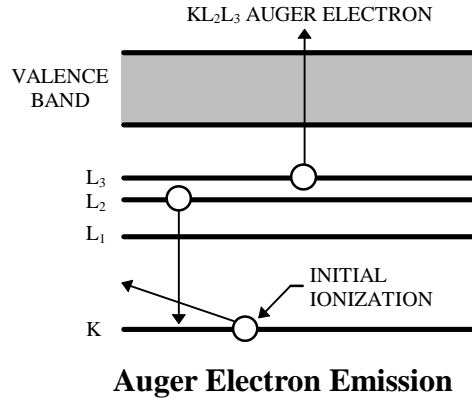 KL₂L₃ AUGER ELECTRON
VALENCE
BAND
L₃
L₂
L₁
INITIAL
IONIZATION
K
Auger Electron Emission